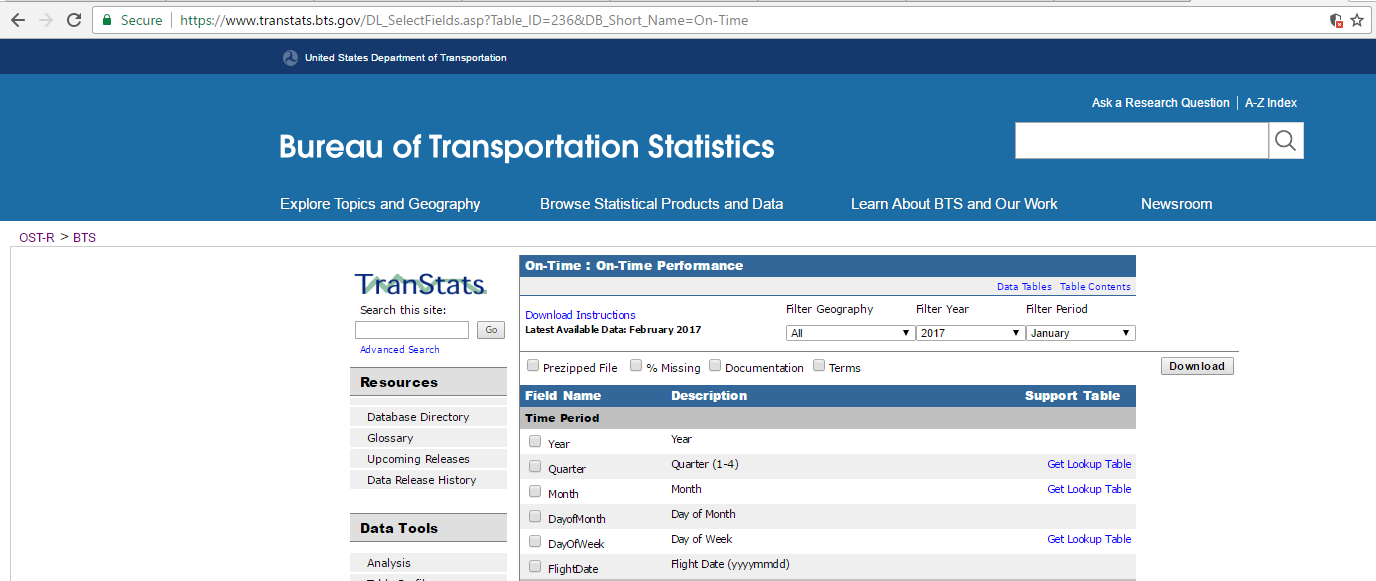 Secure https://www.transtats.bts.gov/DL_SelectFields.asp?Table_ID=236&DB_Short_Name=On-Time
United States Department of Transportation
Ask a Research Question A-Z Index
Bureau of Transportation Statistics
Explore Topics and Geography Browse Statistical Products and Data Learn About BTS and Our Work Newsroom
OST-R > BTS
TranStats
Search this site:
Go
Advanced Search
Resources
Database Directory
Glossary
Upcoming Releases
Data Release History
Data Tools
Analysis
On-Time : On-Time Performance
Data Tables Table Contents
Download Instructions
Latest Available Data: February 2017
Filter Geography Filter Year Filter Period
All 2017 January
Prezipped File % Missing Documentation Terms Download
Field Name Description Support Table
Time Period
Year Year
Quarter Quarter (1-4) Get Lookup Table
Month Month Get Lookup Table
DayofMonth Day of Month
DayOfWeek Day of Week Get Lookup Table
FlightDate Flight Date (yyyymmdd)